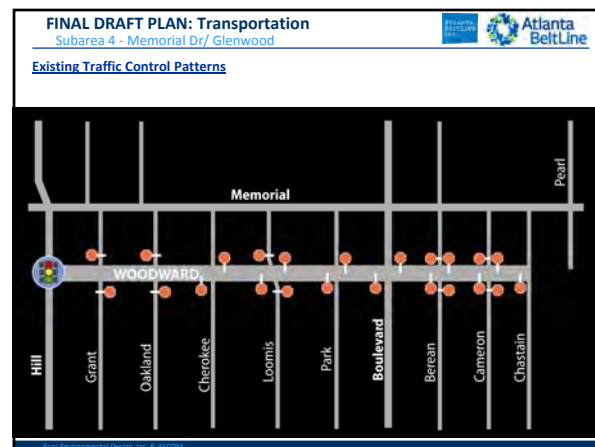 FINAL DRAFT PLAN: Transportation
Subarea 4 - Memorial Dr/ Glenwood
Atlanta
BeltLine
Existing Traffic Control Patterns
Memorial
Pearl
WOODWARD
Hill
Grant
Oakland
Cherokee
Loomis
Park
Boulevard
Berean
Cameron
Chastain